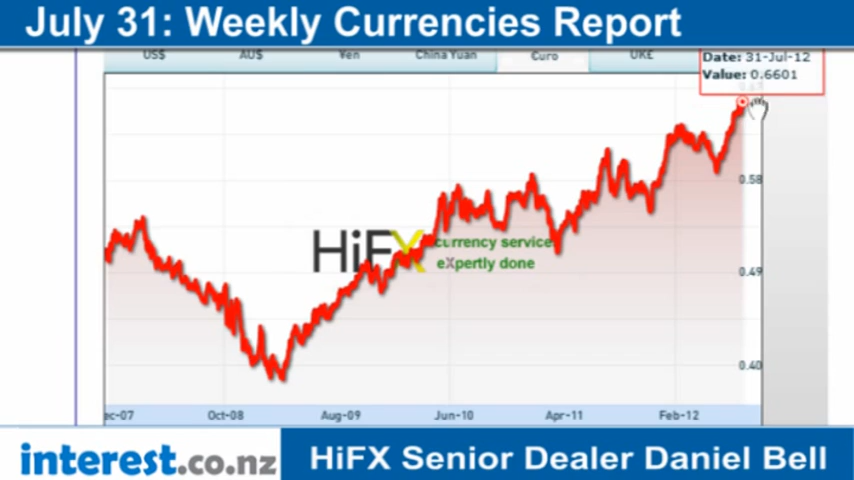 July 31: Weekly Currencies Report
US$ AU$ Yen China Yuan Euro UK£
Date: 31-Jul-12
Value: 0.6601
0.58
HiFX currency service
eXpertly done
0.49
0.40
ec-07 Oct-08 Aug-09 Jun-10 Apr-11 Feb-12
interest.co.nz HiFX Senior Dealer Daniel Bell